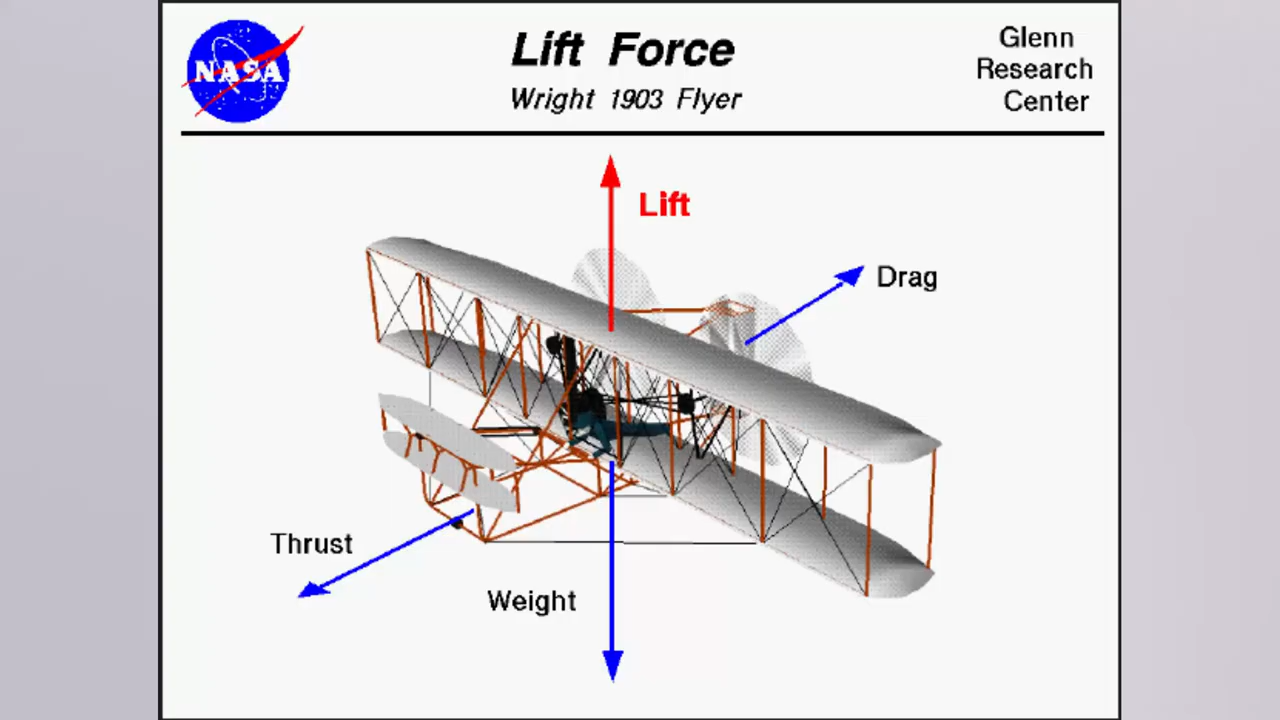 NASA
Lift Force
Wright 1903 Flyer
Glenn
Research
Center
Lift
Drag
Thrust
Weight